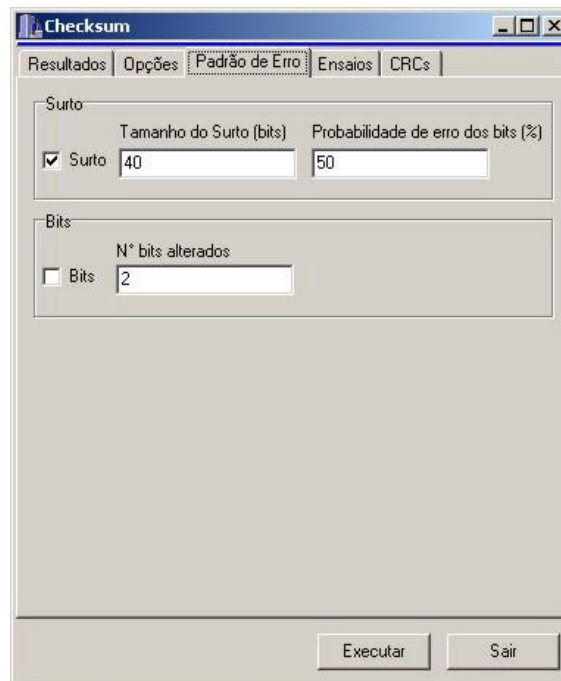 Checksum
Resultados Opções Padrão de Erro Ensaios CRCs
Surto
Tamanho do Surto (bits) Probabilidade de erro dos bits (%)
Surto 40 50
Bits
N° bits alterados
Bits 2
Executar Sair